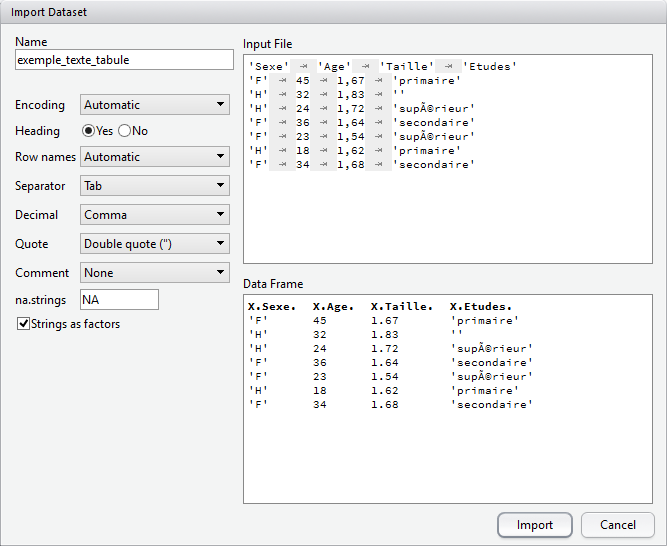 Import Dataset
Name
exemple_texte_tabule
Encoding Automatic
Heading Yes No
Row names Automatic
Separator Tab
Decimal Comma
Quote Double quote (")
Comment None
na.strings NA
Strings as factors
Input File
'Sexe' ⇥ 'Age' ⇥ 'Taille' ⇥ 'Etudes'
'F' ⇥ 45 ⇥ 1,67 ⇥ 'primaire'
'H' ⇥ 32 ⇥ 1,83 ⇥ ''
'H' ⇥ 24 ⇥ 1,72 ⇥ 'supÃ©rieur'
'F' ⇥ 36 ⇥ 1,64 ⇥ 'secondaire'
'F' ⇥ 23 ⇥ 1,54 ⇥ 'supÃ©rieur'
'H' ⇥ 18 ⇥ 1,62 ⇥ 'primaire'
'F' ⇥ 34 ⇥ 1,68 ⇥ 'secondaire'
Data Frame
X.Sexe. X.Age. X.Taille. X.Etudes.
'F' 45 1.67 'primaire'
'H' 32 1.83 ''
'H' 24 1.72 'supÃ©rieur'
'F' 36 1.64 'secondaire'
'F' 23 1.54 'supÃ©rieur'
'H' 18 1.62 'primaire'
'F' 34 1.68 'secondaire'
Import Cancel